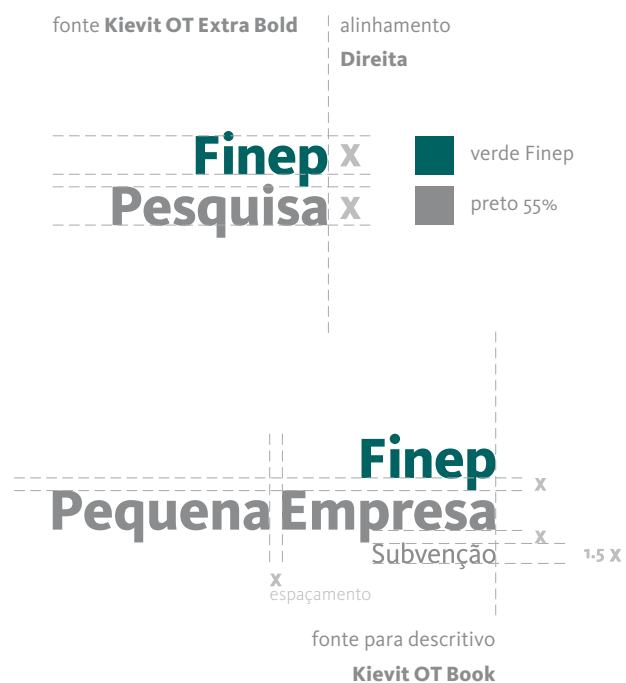 fonte Kievit OT Extra Bold
alinhamento
Direita
Finep X
verde Finep
Pesquisa X
preto 55%
Finep
x
Pequena Empresa
x
Subvenção
1.5 x
x
espaçamento
fonte para descritivo
Kievit OT Book